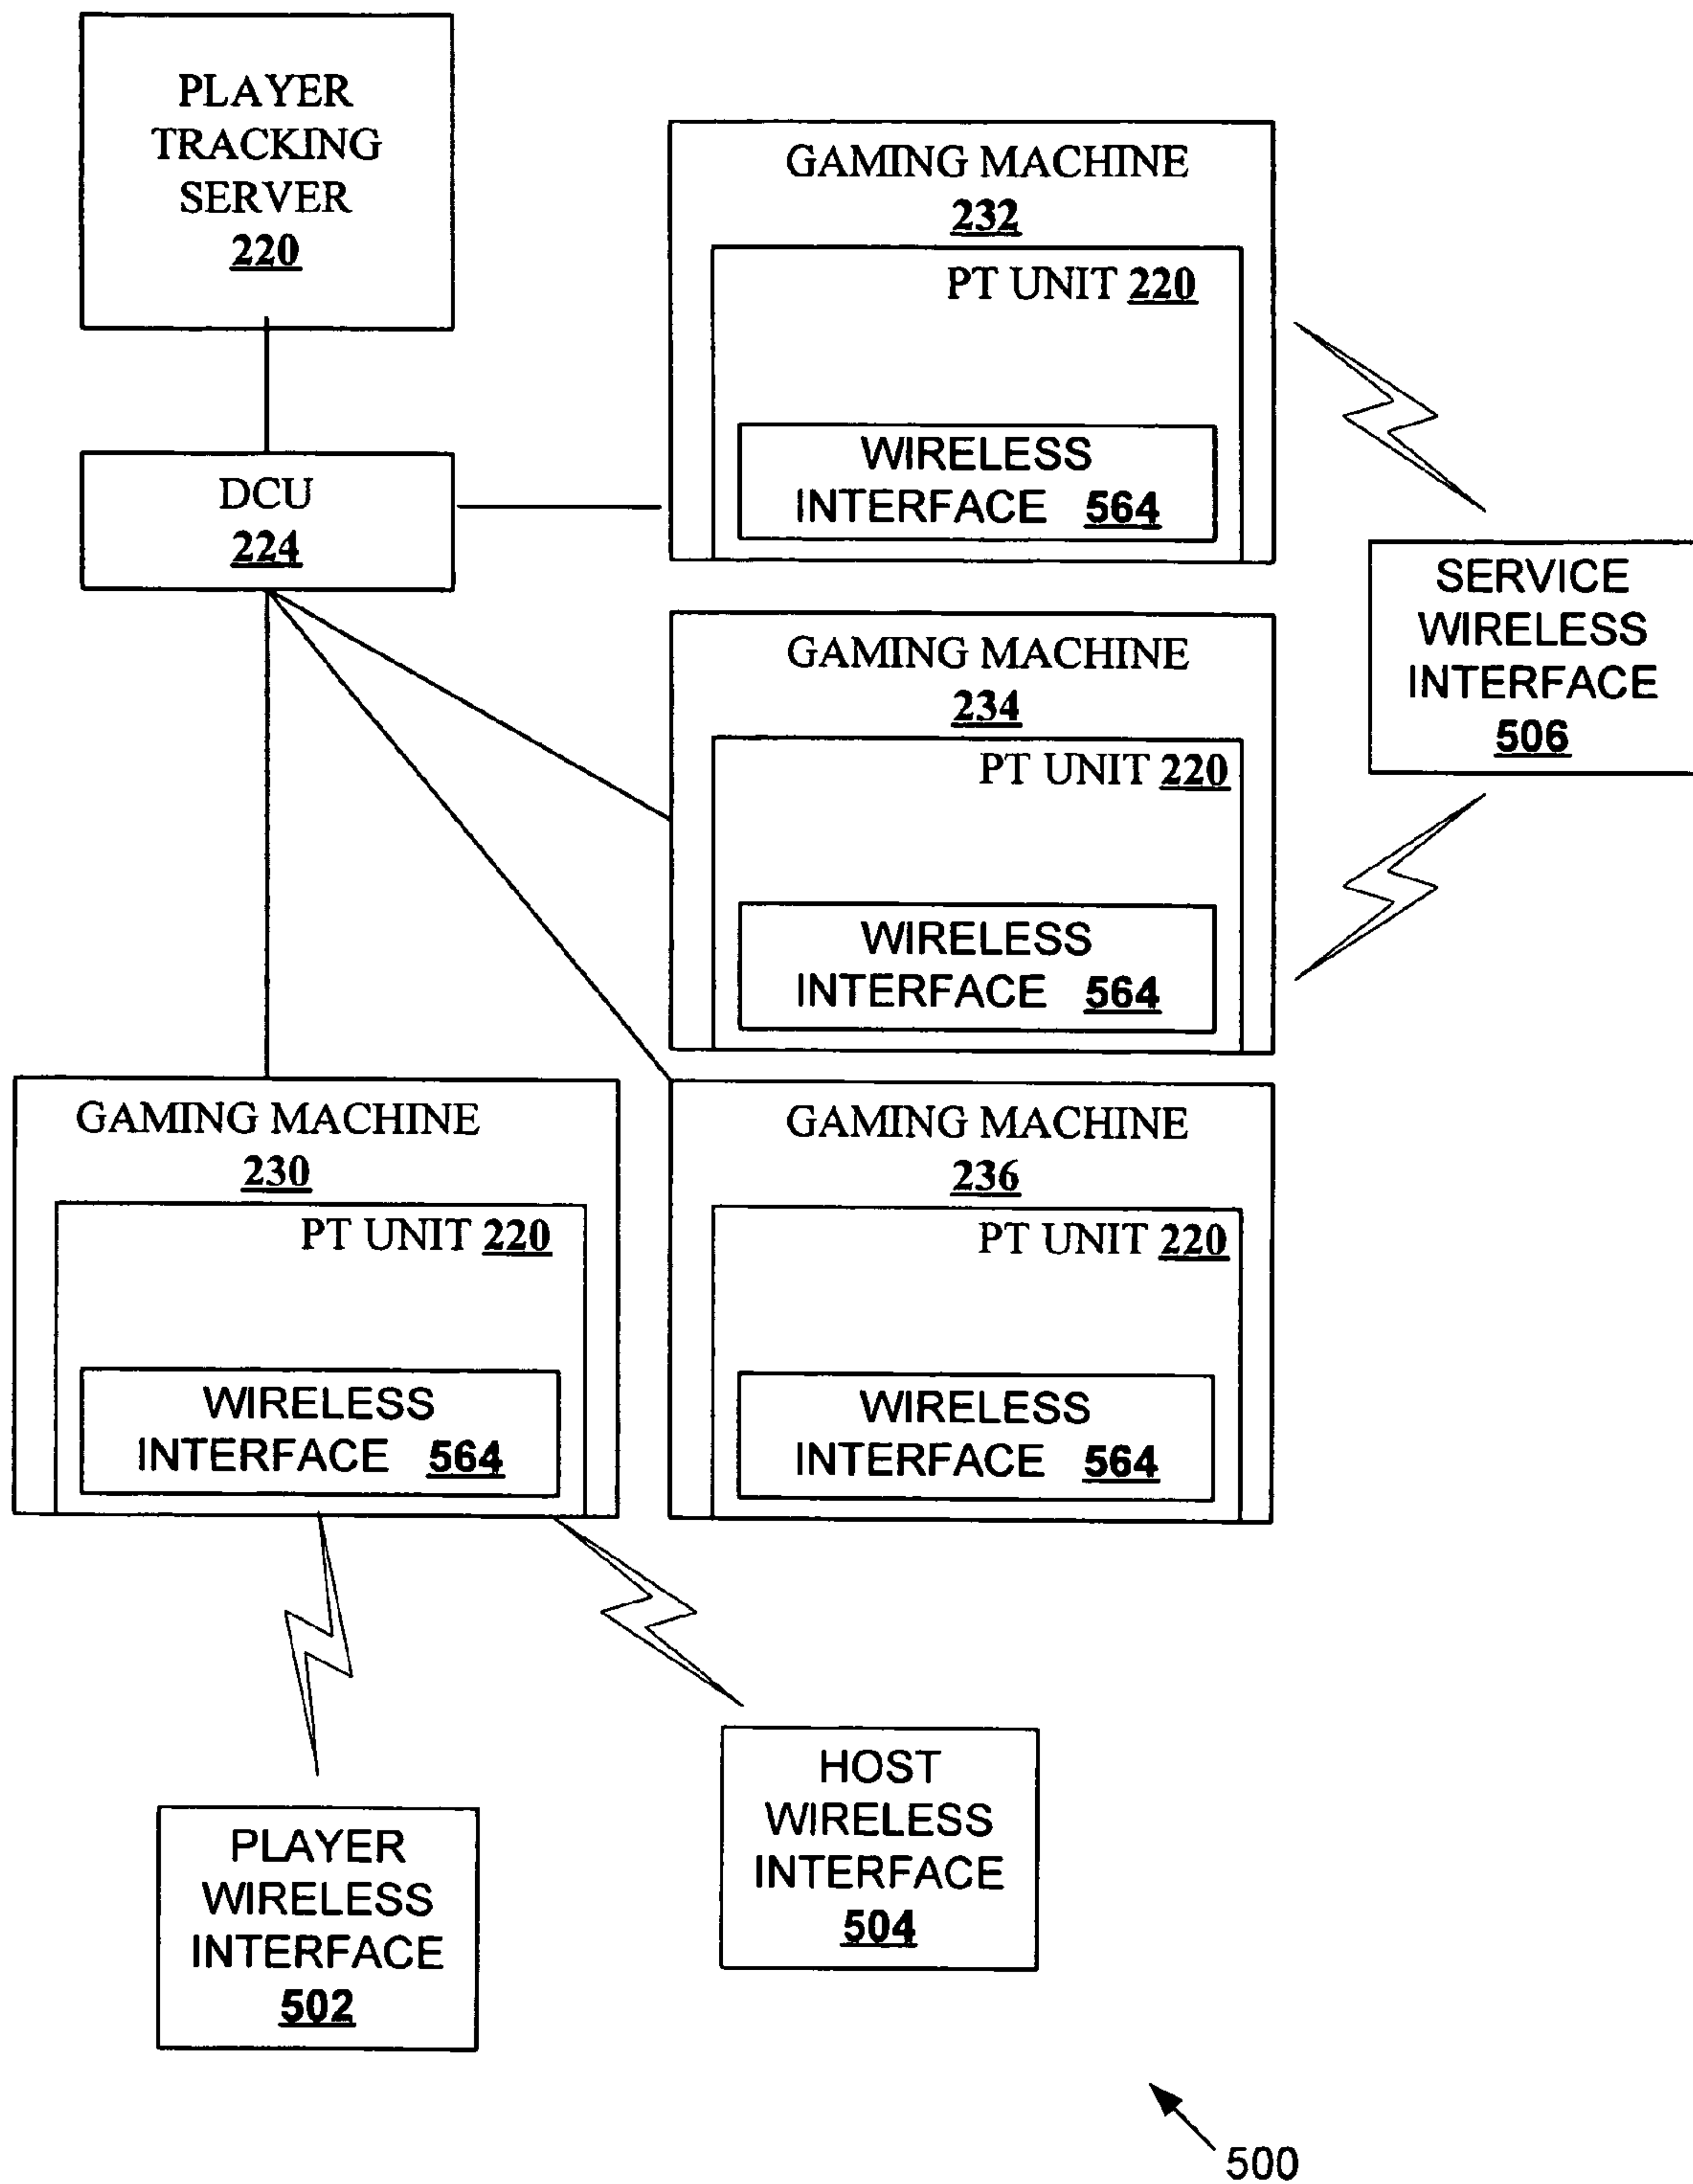 PLAYER
TRACKING
SERVER
220
DCU
224
GAMING MACHINE
232
PT UNIT 220
WIRELESS
INTERFACE 564
GAMING MACHINE
234
PT UNIT 220
WIRELESS
INTERFACE 564
SERVICE
WIRELESS
INTERFACE
506
GAMING MACHINE
230
PT UNIT 220
WIRELESS
INTERFACE 564
GAMING MACHINE
236
PT UNIT 220
WIRELESS
INTERFACE 564
PLAYER
WIRELESS
INTERFACE
502
HOST
WIRELESS
INTERFACE
504
500